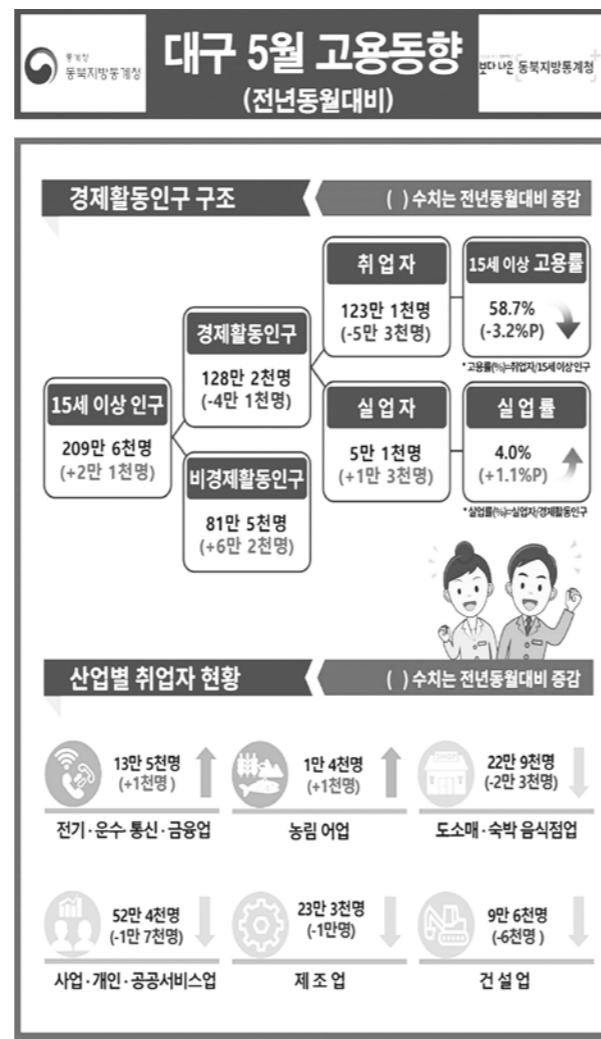 통계청
동북지방통계청
대구 5월 고용동향
(전년동월대비)
보다 나은 동북지방통계청
경제활동인구 구조
( ) 수치는 전년동월대비 증감
15세 이상 인구
209만 6천명
(+2만 1천명)
경제활동인구
128만 2천명
(-4만 1천명)
비경제활동인구
81만 5천명
(+6만 2천명)
취 업 자
123만 1천명
(-5만 3천명)
15세 이상 고용률
58.7%
(-3.2%P)
*고용률(%)=취업자/15세이상인구
실 업 자
5만 1천명
(+1만 3천명)
실 업 률
4.0%
(+1.1%P)
*실업률(%)=실업자/경제활동인구
산업별 취업자 현황
( ) 수치는 전년동월대비 증감
13만 5천명
(+1천명 )
전기·운수·통신·금융업
1만 4천명
(+1천명)
농림 어업
SHOP
22만 9천명
(-2만 3천명)
도소매·숙박 음식점업
52만 4천명
(-1만 7천명)
사업·개인·공공서비스업
23만 3천명
(-1만명)
제 조 업
9만 6천명
(-6천명 )
건 설 업